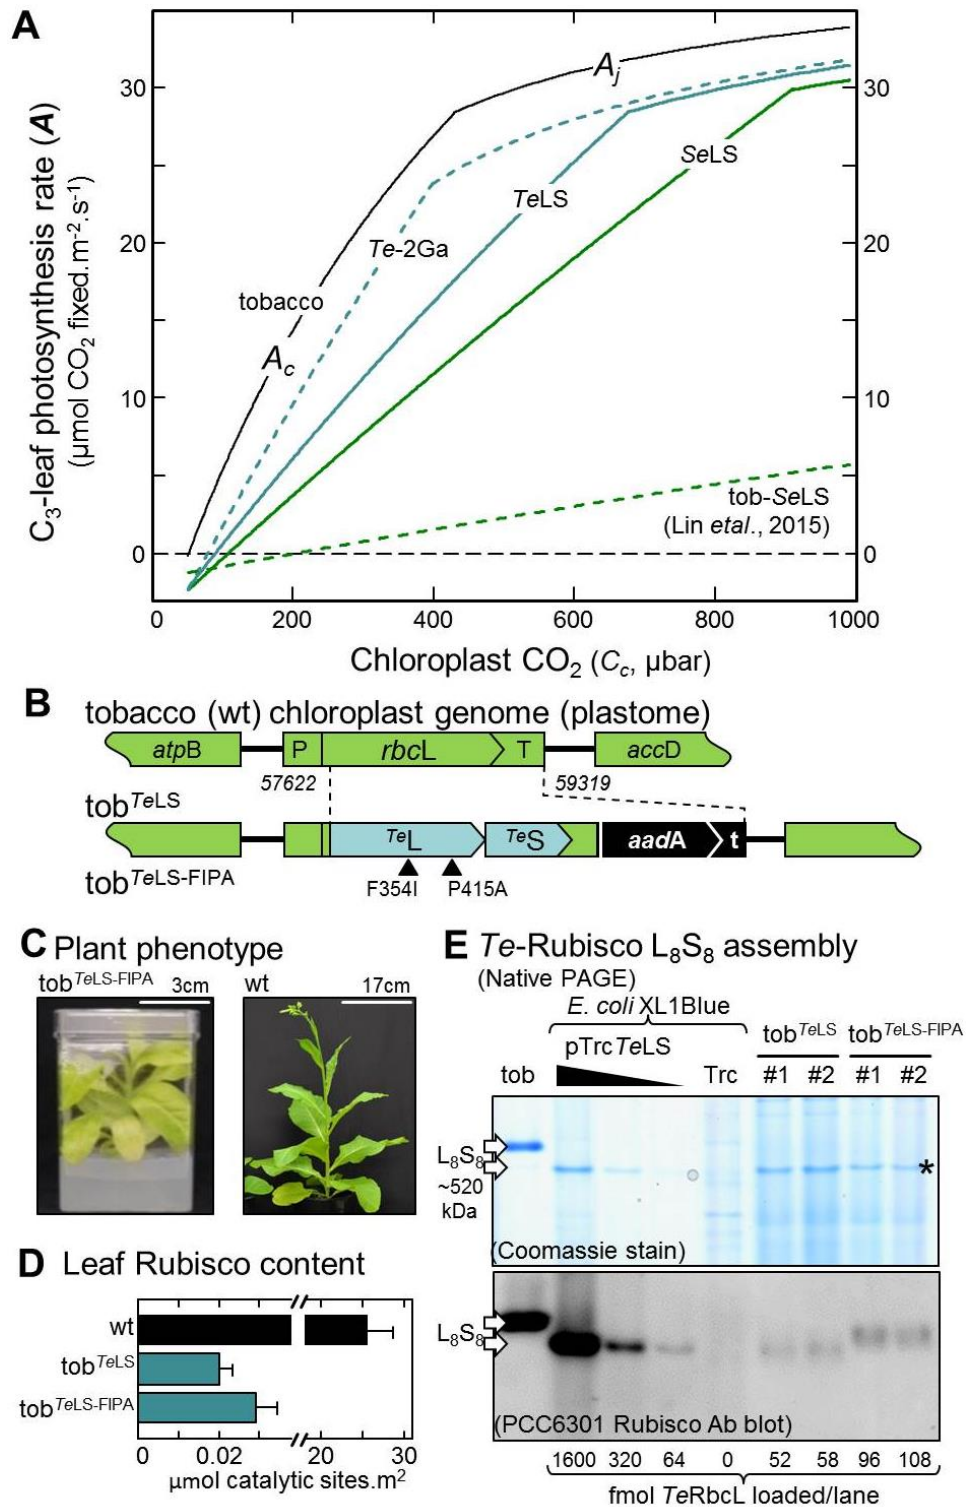 A
C3-leaf photosynthesis rate (A)
(µmol CO2 fixed.m-2.s-1)
30
20
10
0
30
20
10
0
Aj
SeLS
TeLS
Te-2Ga
tobacco
Ac
tob-SeLS
(Lin etal., 2015)
0 200 400 600 800 1000
Chloroplast CO2 (Cc, µbar)
B
tobacco (wt) chloroplast genome (plastome)
atpB P rbcL T accD
57622 59319
tobTeLS
TeL TeS aadA t
tobTeLS-FIPA
F354I P415A
C Plant phenotype
tobTeLS-FIPA 3cm wt 17cm
D Leaf Rubisco content
wt
tobTeLS
tobTeLS-FIPA
0 0.02 20 30
µmol catalytic sites.m2
E Te-Rubisco L8S8 assembly
(Native PAGE)
E. coli XL1Blue
pTrcTeLS tobTeLS tobTeLS-FIPA
tob Trc #1 #2 #1 #2
L8S8
~520
kDa
*
(Coomassie stain)
L8S8
(PCC6301 Rubisco Ab blot)
1600 320 64 0 52 58 96 108
fmol TeRbcL loaded/lane